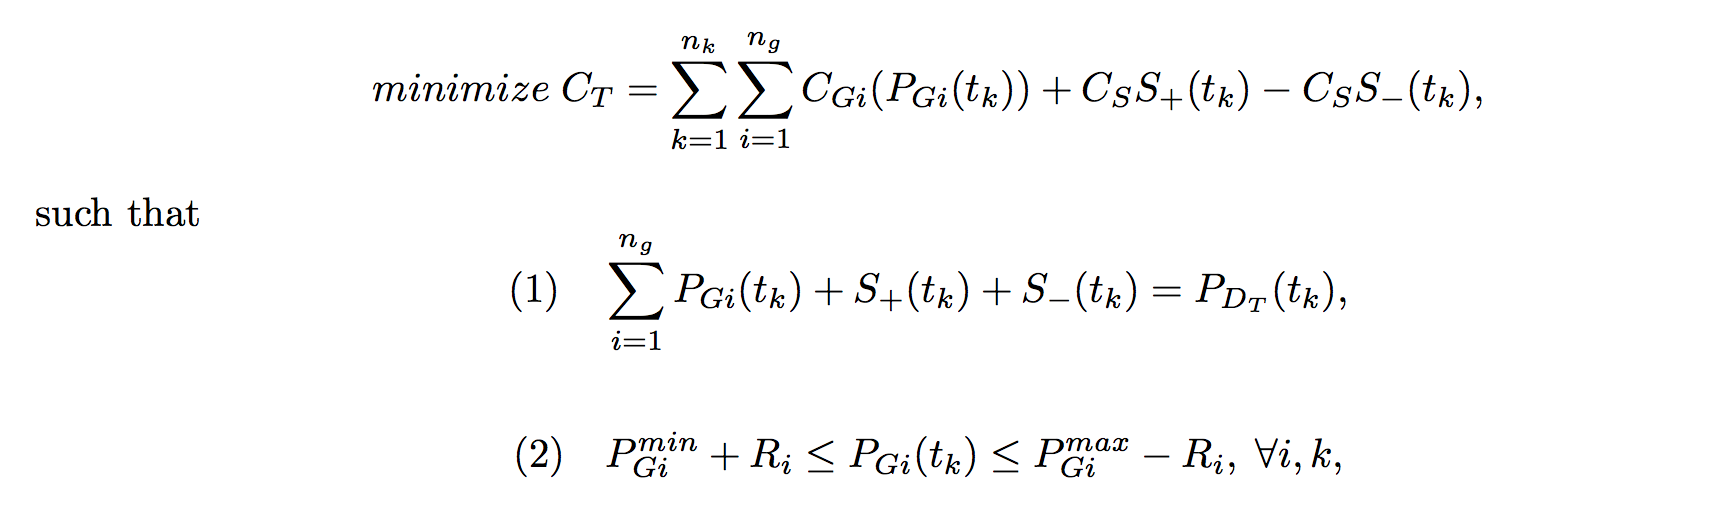 $minimize \; C_T = \sum_{k=1}^{n_k} \sum_{i=1}^{n_g} C_{Gi}(P_{Gi}(t_k)) + C_S S_+(t_k) - C_S S_-(t_k),$
such that
(1) $\sum_{i=1}^{n_g} P_{Gi}(t_k) + S_+(t_k) + S_-(t_k) = P_{D_T}(t_k),$
(2) $P_{Gi}^{min} + R_i \leq P_{Gi}(t_k) \leq P_{Gi}^{max} - R_i, \; \forall i, k,$